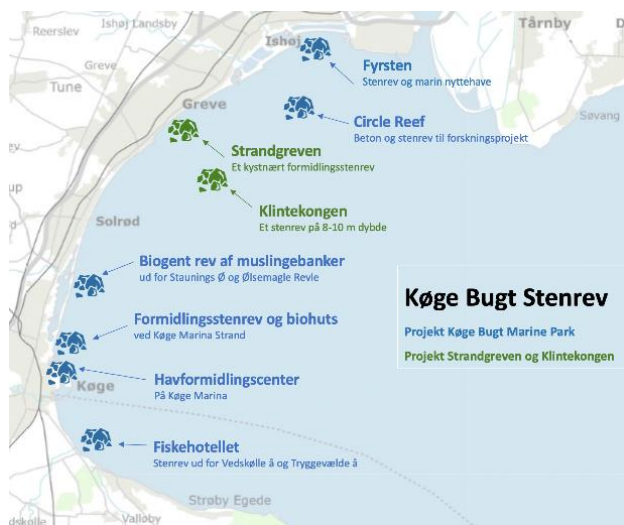 Reerslev
Ishøj Landsby
Tårnby
Ishøj
Greve
Tune
Fyrsten
Stenrev og marin nyttehave
Greve
Circle Reef
Beton og stenrev til forskningsprojekt
Søvang
Strandgreven
Et kystnært formidlingsstenrev
Klintekongen
Et stenrev på 8-10 m dybde
Solrød
Biogent rev af muslingebanker
ud for Staunings Ø og Ølsemagle Revle
Køge Bugt Stenrev
Formidlingsstenrev og biohuts
ved Køge Marina Strand
Projekt Køge Bugt Marine Park
Projekt Strandgreven og Klintekongen
Havformidlingscenter
På Køge Marina
Køge
Fiskehotellet
Stenrev ud for Vedskølle å og Tryggevælde å
Strøby Egede
Valløby